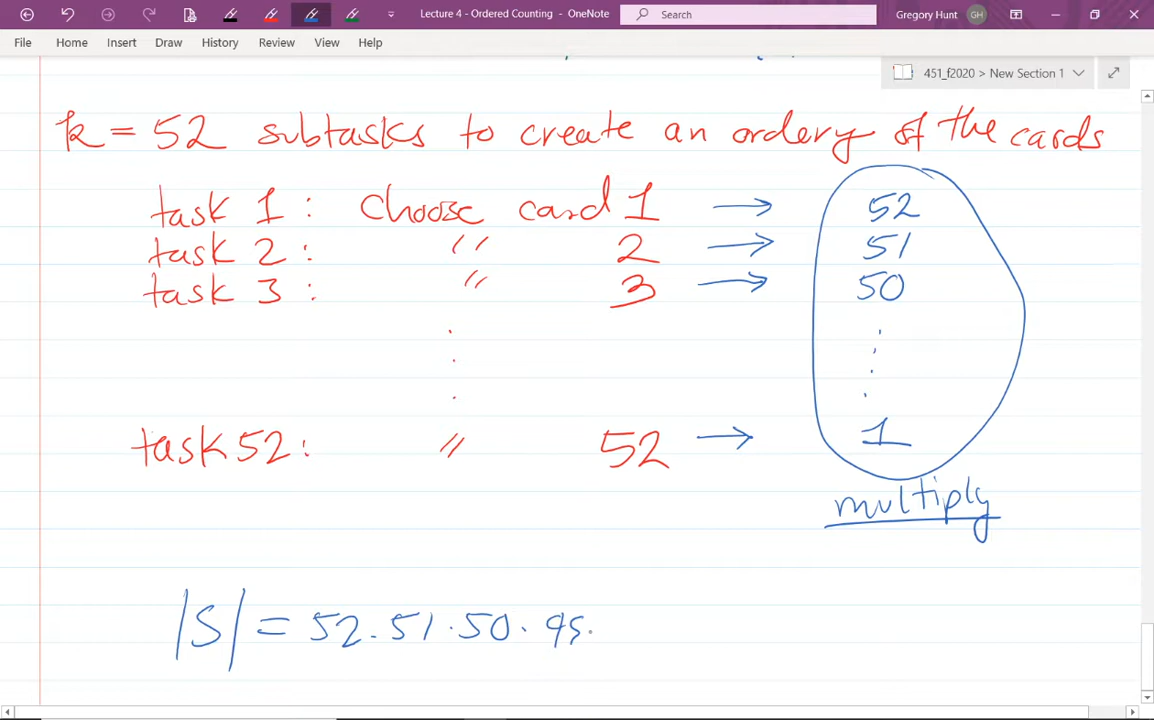 Lecture 4 - Ordered Counting - OneNote
Search
Gregory Hunt
GH
File Home Insert Draw History Review View Help
451_f2020 > New Section 1
k = 52 subtasks to create an ordery of the cards
task 1 : Choose card 1 → 52
task 2 : " 2 → 51
task 3 : " 3 → 50
task 52 : " 52 → 1
multiply
|S| = 52 . 51 . 50 .